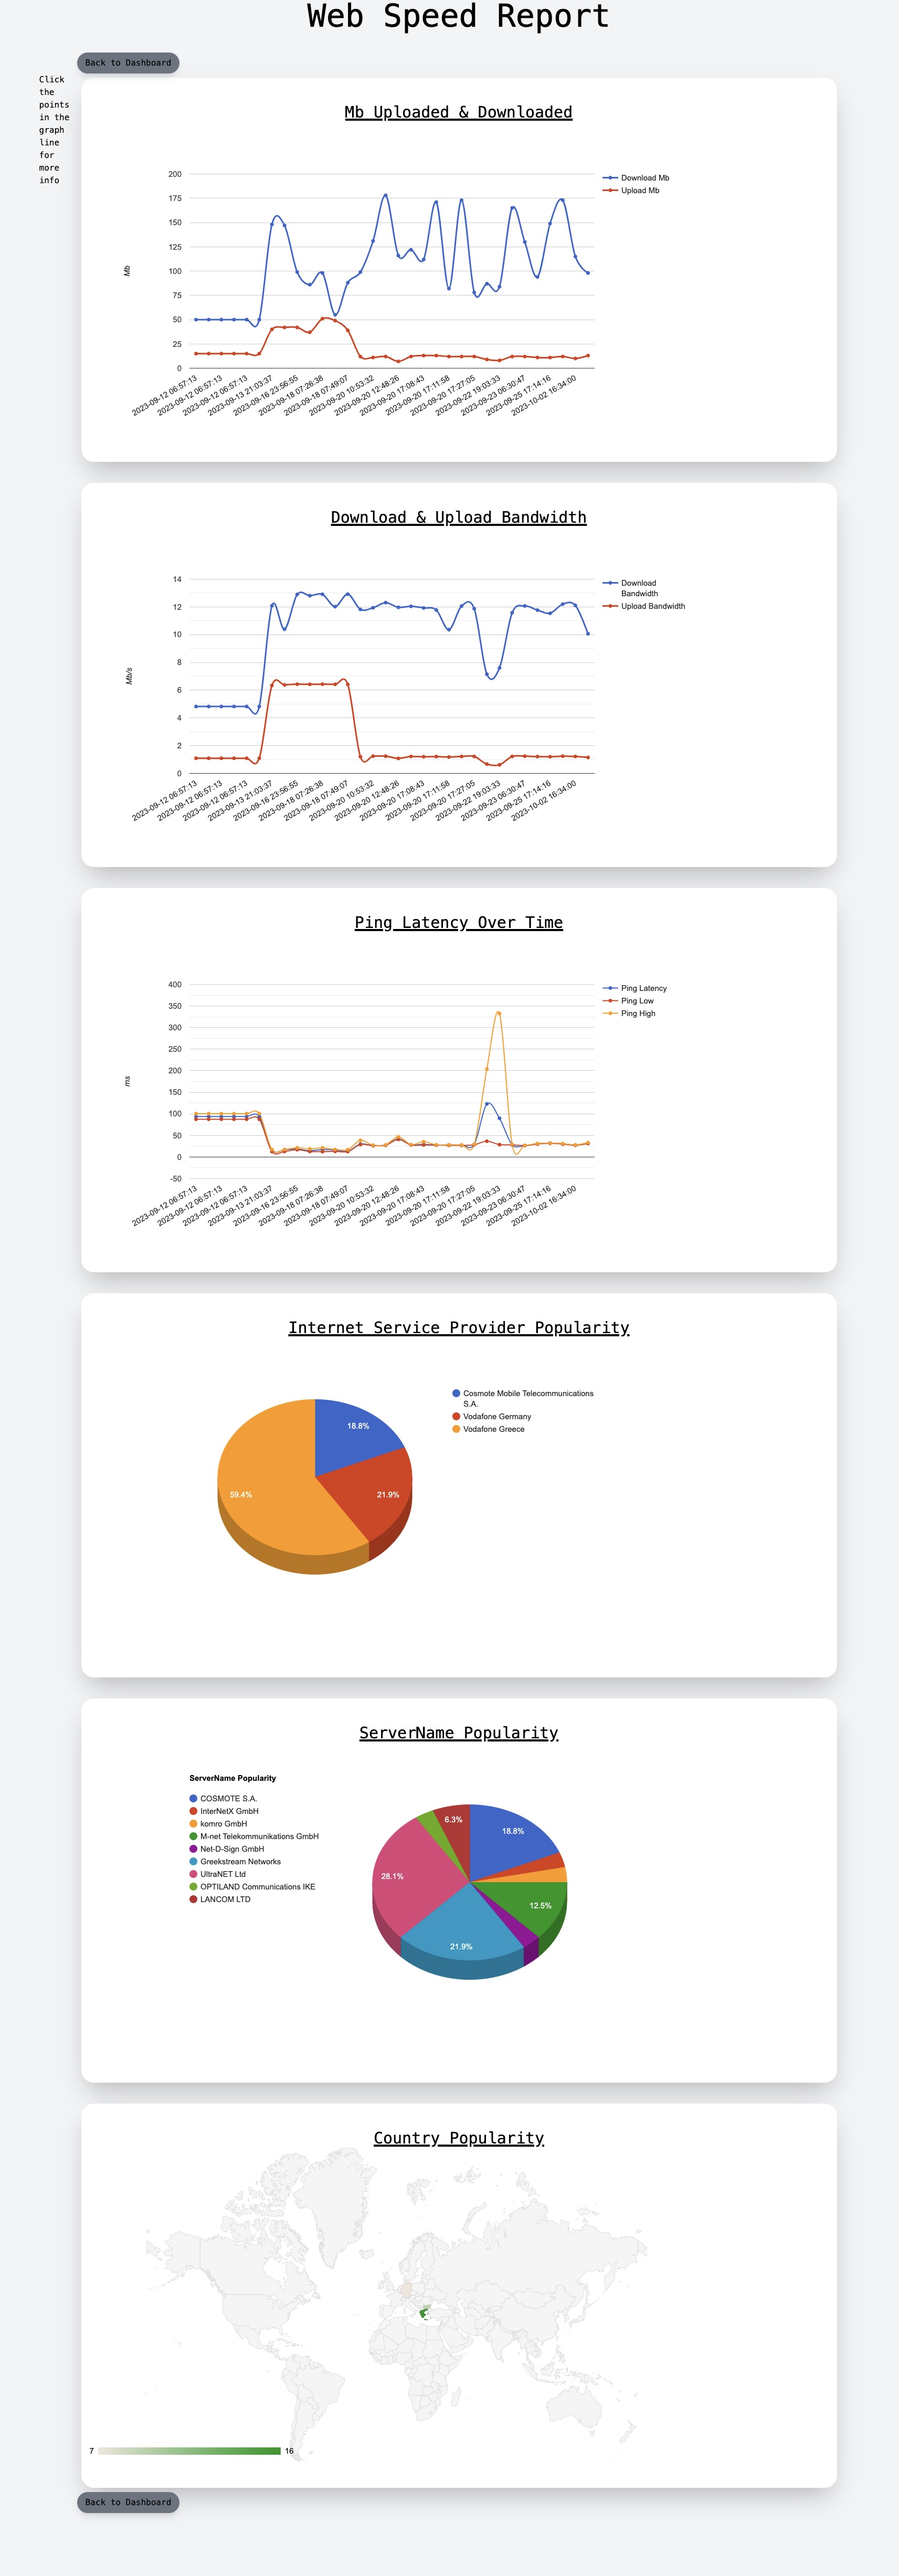 Web Speed Report
Back to Dashboard
Click
the
points
in the
graph
line
for
more
info
Mb Uploaded & Downloaded
200
175
150
125
100
75
50
25
0
Mb
Download Mb
Upload Mb
2023-09-12 06:57:13
2023-09-12 06:57:13
2023-09-12 06:57:13
2023-09-13 21:03:37
2023-09-16 23:56:55
2023-09-18 07:26:38
2023-09-18 07:49:07
2023-09-20 10:53:32
2023-09-20 12:48:26
2023-09-20 17:08:43
2023-09-20 17:11:58
2023-09-20 17:27:05
2023-09-22 19:03:33
2023-09-23 06:30:47
2023-09-25 17:14:16
2023-10-02 16:34:00
Download & Upload Bandwidth
14
12
10
8
6
4
2
0
Mb/s
Download
Bandwidth
Upload Bandwidth
2023-09-12 06:57:13
2023-09-12 06:57:13
2023-09-12 06:57:13
2023-09-13 21:03:37
2023-09-16 23:56:55
2023-09-18 07:26:38
2023-09-18 07:49:07
2023-09-20 10:53:32
2023-09-20 12:48:26
2023-09-20 17:08:43
2023-09-20 17:11:58
2023-09-20 17:27:05
2023-09-22 19:03:33
2023-09-23 06:30:47
2023-09-25 17:14:16
2023-10-02 16:34:00
Ping Latency Over Time
400
350
300
250
200
150
100
50
0
-50
ms
Ping Latency
Ping Low
Ping High
2023-09-12 06:57:13
2023-09-12 06:57:13
2023-09-12 06:57:13
2023-09-13 21:03:37
2023-09-16 23:56:55
2023-09-18 07:26:38
2023-09-18 07:49:07
2023-09-20 10:53:32
2023-09-20 12:48:26
2023-09-20 17:08:43
2023-09-20 17:11:58
2023-09-20 17:27:05
2023-09-22 19:03:33
2023-09-23 06:30:47
2023-09-25 17:14:16
2023-10-02 16:34:00
Internet Service Provider Popularity
18.8%
21.9%
59.4%
Cosmote Mobile Telecommunications
S.A.
Vodafone Germany
Vodafone Greece
ServerName Popularity
ServerName Popularity
COSMOTE S.A.
InterNetX GmbH
komro GmbH
M-net Telekommunikations GmbH
Net-D-Sign GmbH
Greekstream Networks
UltraNET Ltd
OPTILAND Communications IKE
LANCOM LTD
6.3%
18.8%
28.1%
12.5%
21.9%
Country Popularity
7
16
Back to Dashboard